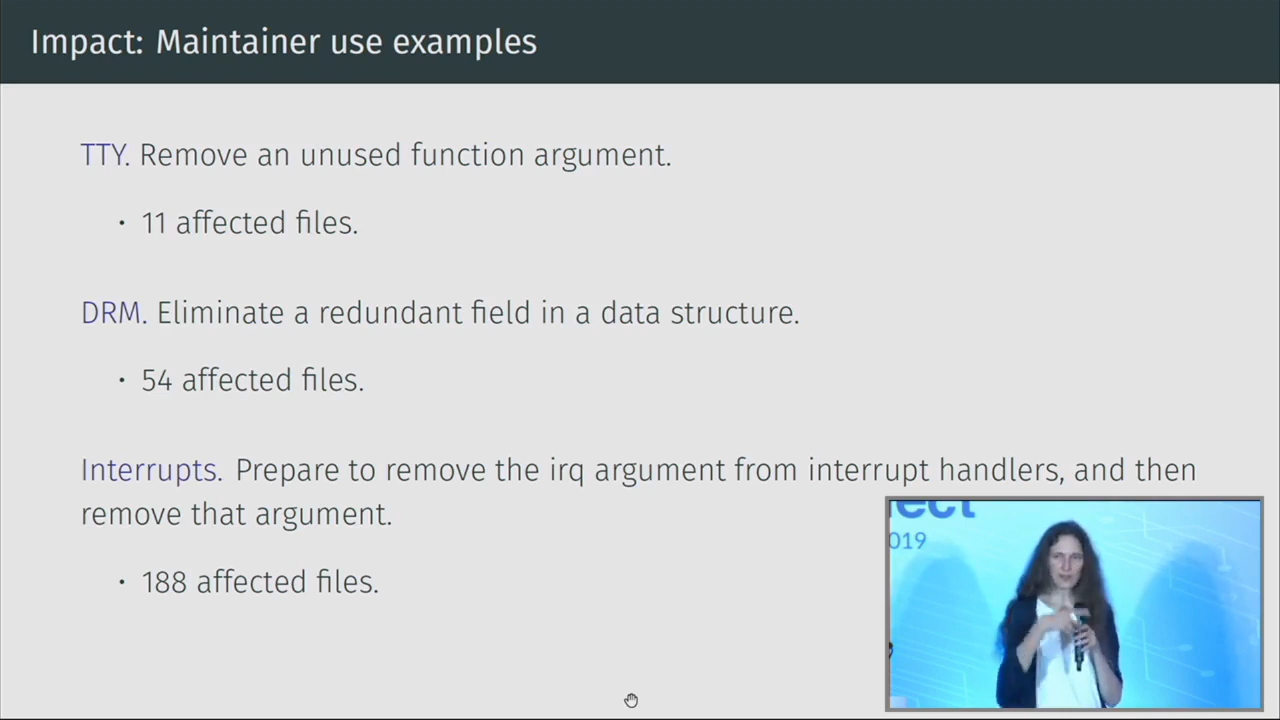 Impact: Maintainer use examples
TTY. Remove an unused function argument.
• 11 affected files.
DRM. Eliminate a redundant field in a data structure.
• 54 affected files.
Interrupts. Prepare to remove the irq argument from interrupt handlers, and then
remove that argument.
• 188 affected files.
ect
019